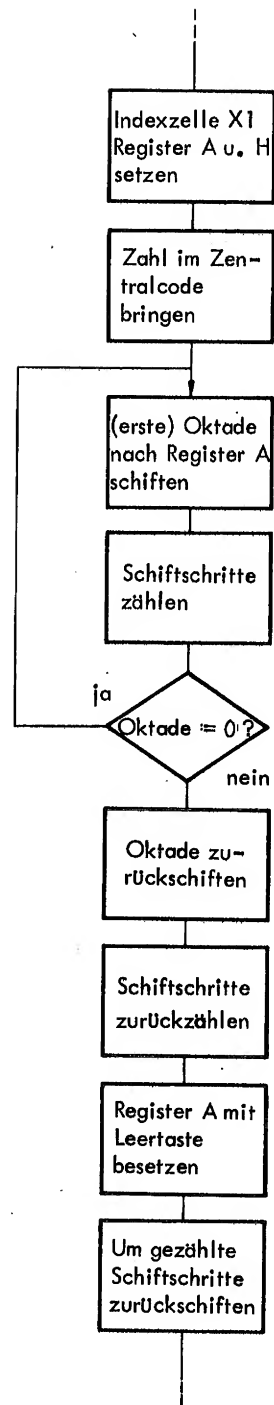 Indexzelle X1
Register A u. H
setzen
Zahl im Zen-
tralcode
bringen
(erste) Oktade
nach Register A
schiften
Schiftschritte
zählen
ja
Oktade = 0 ?
nein
Oktade zu-
rückschiften
Schiftschritte
zurückzählen
Register A mit
Leertaste
besetzen
Um gezählte
Schiftschritte
zurückschiften